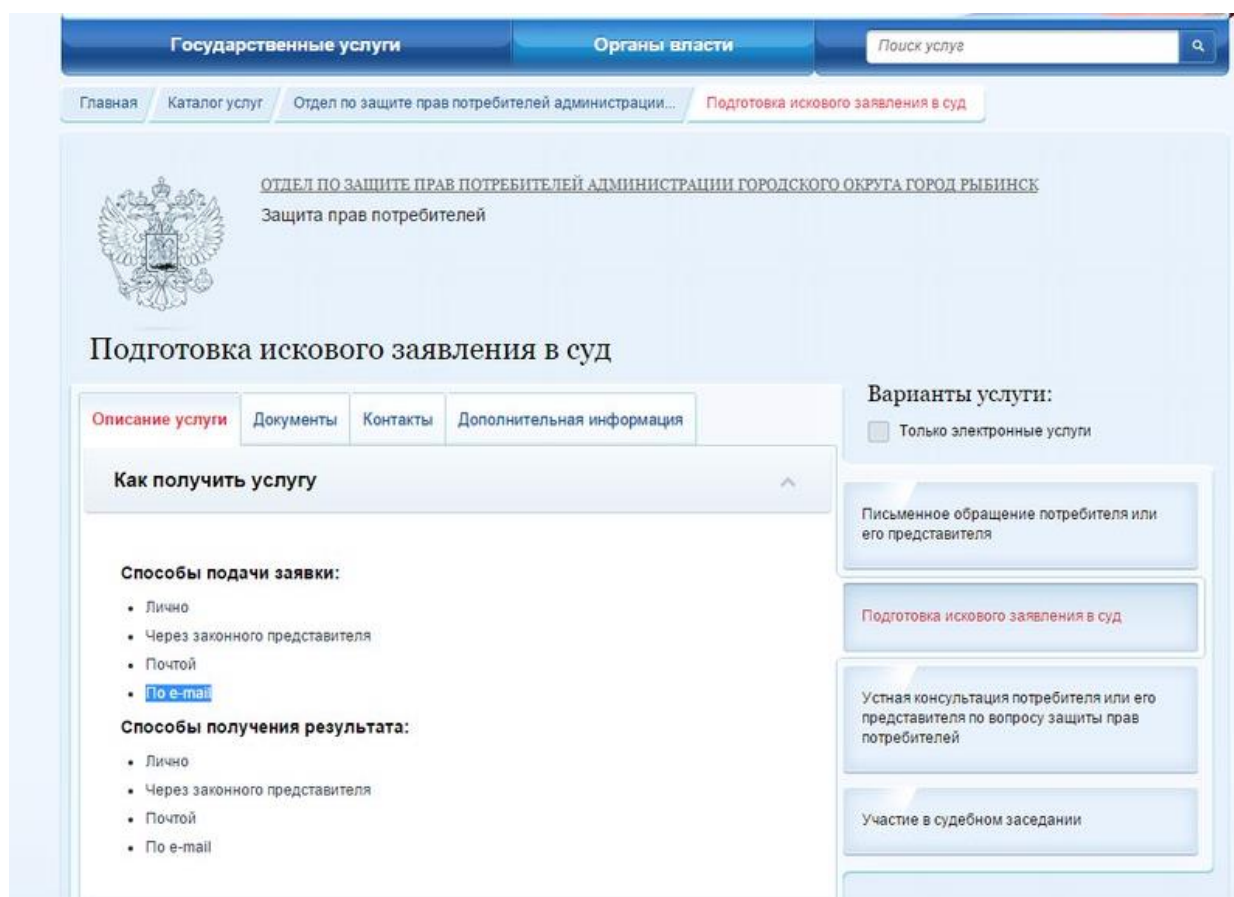 Государственные услуги
Органы власти
Поиск услуг
Главная
Каталог услуг
Отдел по защите прав потребителей администрации...
Подготовка искового заявления в суд
ОТДЕЛ ПО ЗАЩИТЕ ПРАВ ПОТРЕБИТЕЛЕЙ АДМИНИСТРАЦИИ ГОРОДСКОГО ОКРУГА ГОРОД РЫБИНСК
Защита прав потребителей
Подготовка искового заявления в суд
Описание услуги
Документы
Контакты
Дополнительная информация
Как получить услугу
Способы подачи заявки:
• Лично
• Через законного представителя
• Почтой
• По e-mail
Способы получения результата:
• Лично
• Через законного представителя
• Почтой
• По e-mail
Варианты услуги:
Только электронные услуги
Письменное обращение потребителя или
его представителя
Подготовка искового заявления в суд
Устная консультация потребителя или его
представителя по вопросу защиты прав
потребителей
Участие в судебном заседании